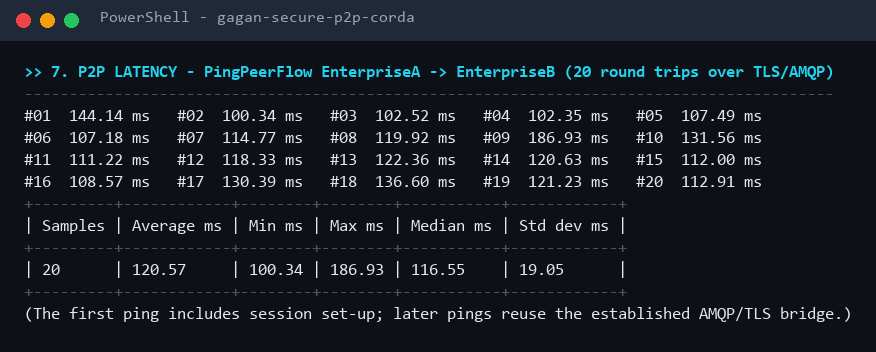 PowerShell - gagan-secure-p2p-corda
>> 7. P2P LATENCY - PingPeerFlow EnterpriseA -> EnterpriseB (20 round trips over TLS/AMQP)
------------------------------------------------------------------------------------------
#01  144.14 ms   #02  100.34 ms   #03  102.52 ms   #04  102.35 ms   #05  107.49 ms
#06  107.18 ms   #07  114.77 ms   #08  119.92 ms   #09  186.93 ms   #10  131.56 ms
#11  111.22 ms   #12  118.33 ms   #13  122.36 ms   #14  120.63 ms   #15  112.00 ms
#16  108.57 ms   #17  130.39 ms   #18  136.60 ms   #19  121.23 ms   #20  112.91 ms
+---------+------------+--------+--------+-----------+------------+
| Samples | Average ms | Min ms | Max ms | Median ms | Std dev ms |
+---------+------------+--------+--------+-----------+------------+
| 20      | 120.57     | 100.34 | 186.93 | 116.55    | 19.05      |
+---------+------------+--------+--------+-----------+------------+
(The first ping includes session set-up; later pings reuse the established AMQP/TLS bridge.)